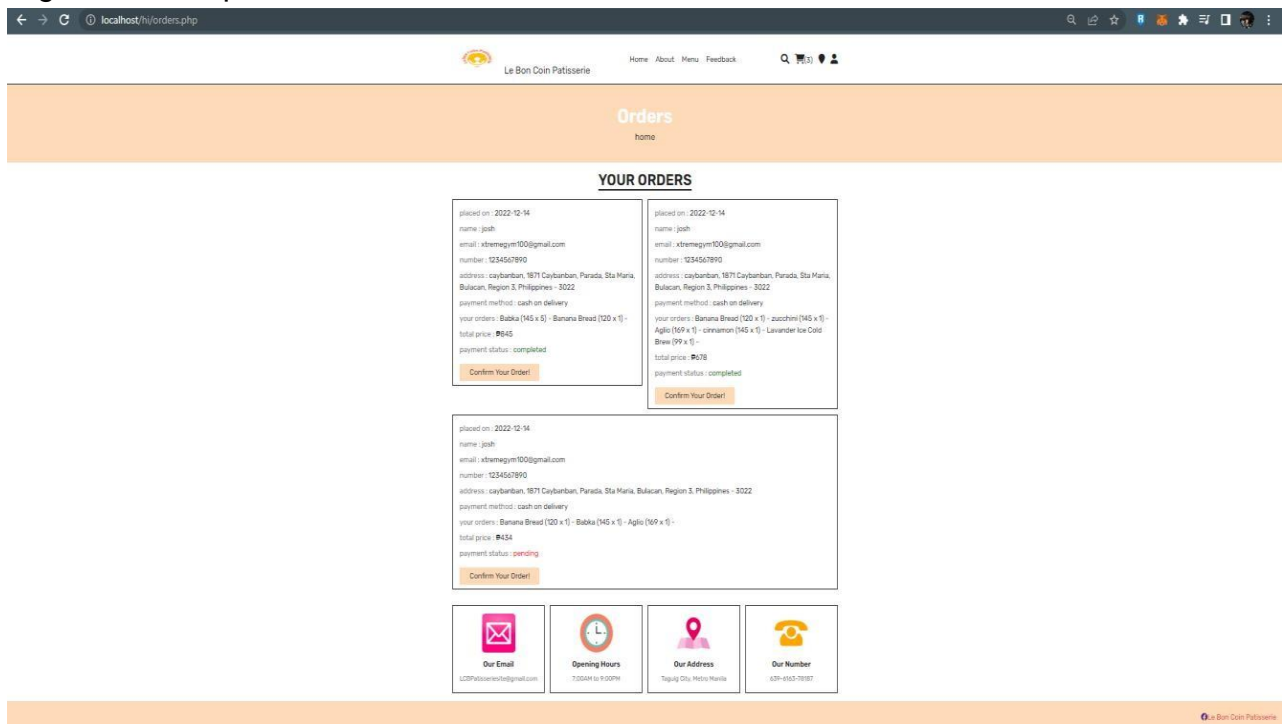 localhost/hi/orders.php
Le Bon Coin Patisserie
Home About Menu Feedback
(3)
Orders
home
YOUR ORDERS
placed on : 2022-12-14
name : josh
email : xtremegym100@gmail.com
number : 1234567890
address : caybanban, 1871 Caybanban, Parada, Sta Maria,
Bulacan, Region 3, Philippines - 3022
payment method : cash on delivery
your orders : Babka (145 x 5) - Banana Bread (120 x 1) -
total price : ₱845
payment status : completed
Confirm Your Order!
placed on : 2022-12-14
name : josh
email : xtremegym100@gmail.com
number : 1234567890
address : caybanban, 1871 Caybanban, Parada, Sta Maria,
Bulacan, Region 3, Philippines - 3022
payment method : cash on delivery
your orders : Banana Bread (120 x 1) - zucchini (145 x 1) -
Aglio (169 x 1) - cinnamon (145 x 1) - Lavander Ice Cold
Brew (99 x 1) -
total price : ₱678
payment status : completed
Confirm Your Order!
placed on : 2022-12-14
name : josh
email : xtremegym100@gmail.com
number : 1234567890
address : caybanban, 1871 Caybanban, Parada, Sta Maria, Bulacan, Region 3, Philippines - 3022
payment method : cash on delivery
your orders : Banana Bread (120 x 1) - Babka (145 x 1) - Aglio (169 x 1) -
total price : ₱434
payment status : pending
Confirm Your Order!
Our Email
LCBPatisseriesite@gmail.com
Opening Hours
7:00AM to 9:00PM
Our Address
Taguig City, Metro Manila
Our Number
639-6163-78187
Le Bon Coin Patisserie